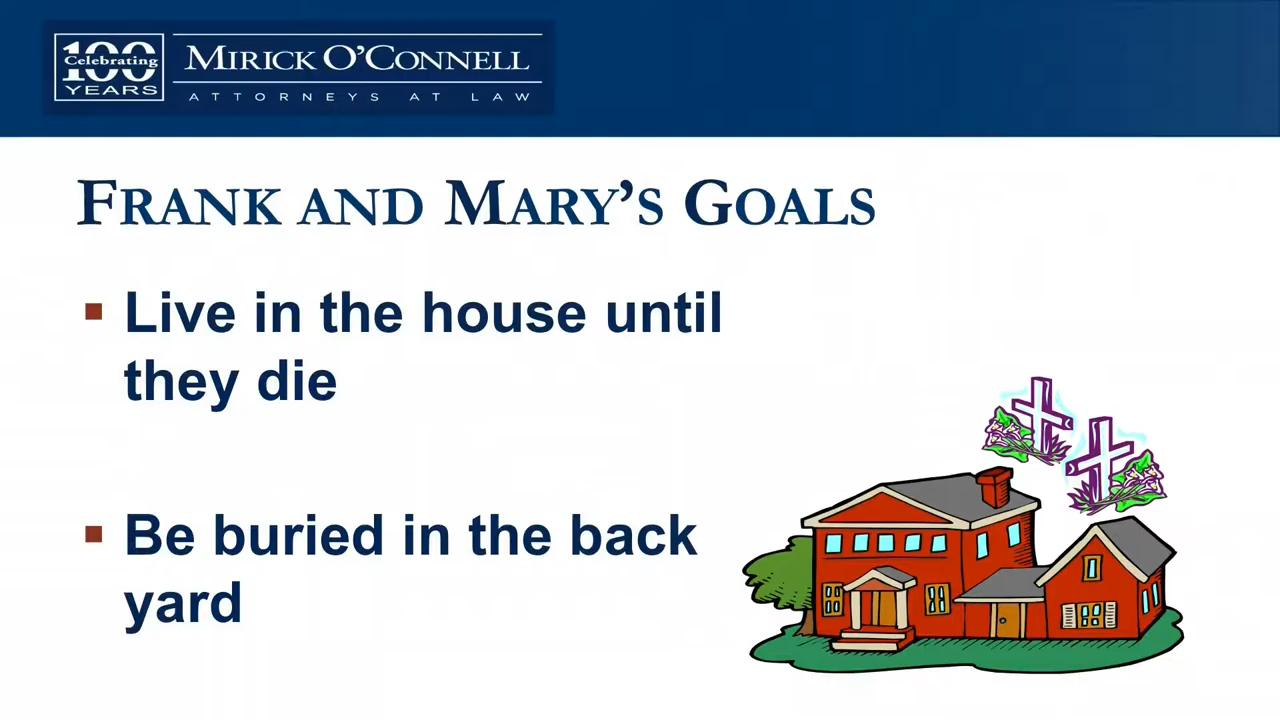 100
Celebrating
YEARS
MIRICK O'CONNELL
ATTORNEYS AT LAW
FRANK AND MARY'S GOALS
Live in the house until
they die
Be buried in the back
yard